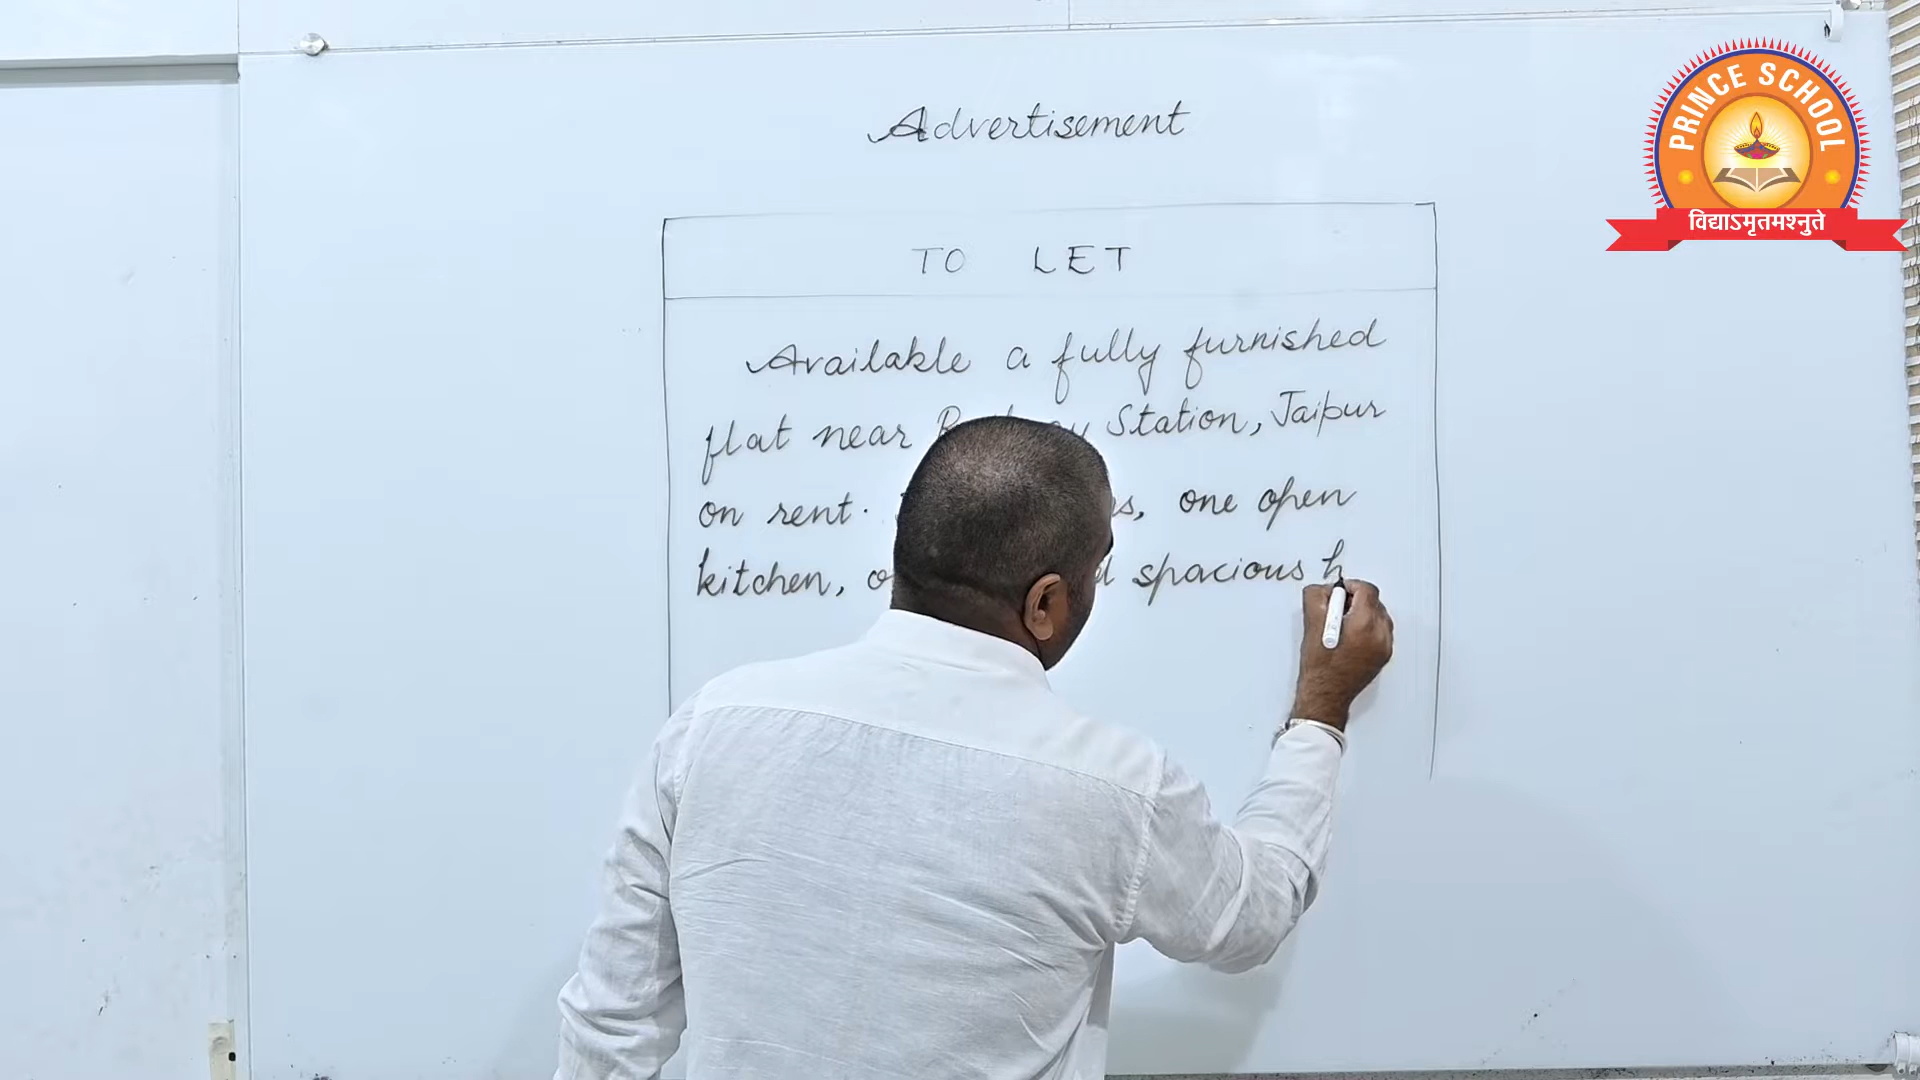 Advertisement
PRINCE SCHOOL
विद्याऽमृतमश्नुते
TO LET
Available a fully furnished
flat near Station, Jaipur
on rent. one open
kitchen, spacious